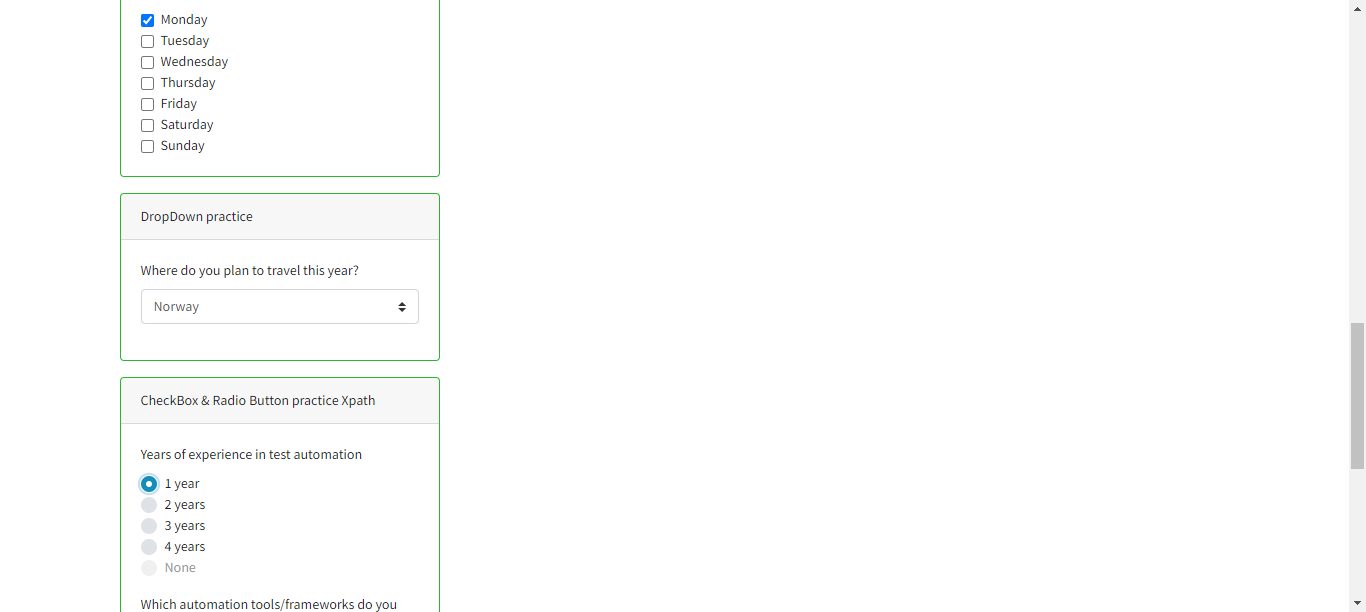 Monday
Tuesday
Wednesday
Thursday
Friday
Saturday
Sunday
DropDown practice
Where do you plan to travel this year?
Norway
CheckBox & Radio Button practice Xpath
Years of experience in test automation
1 year
2 years
3 years
4 years
None
Which automation tools/frameworks do you